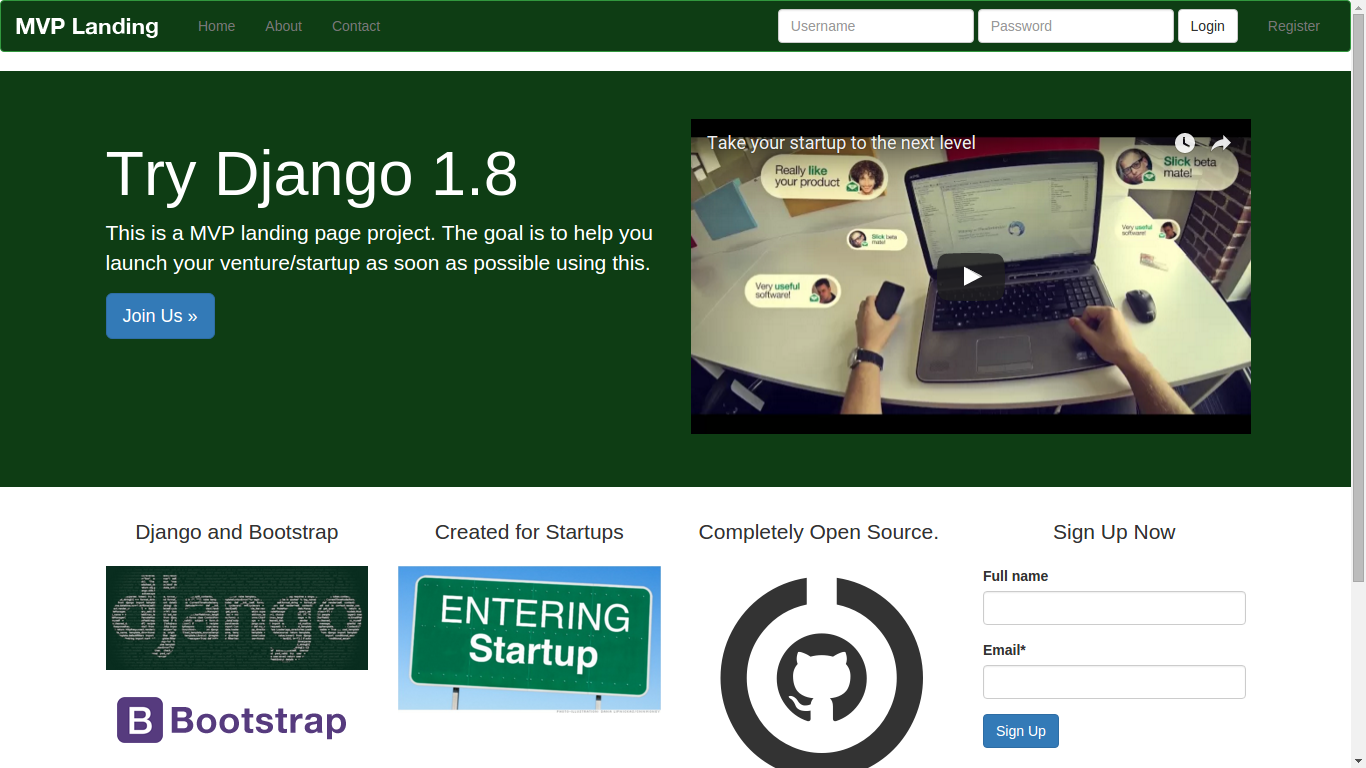 MVP Landing
Home
About
Contact
Username
Password
Login
Register
Try Django 1.8
This is a MVP landing page project. The goal is to help you
launch your venture/startup as soon as possible using this.
Join Us »
Take your startup to the next level
Really like
your product
Slick beta
mate!
Slick beta
mate!
Very useful
software!
Very useful
software!
Django and Bootstrap
Created for Startups
Completely Open Source.
Sign Up Now
django
B Bootstrap
ENTERING
Startup
Full name
Email*
Sign Up